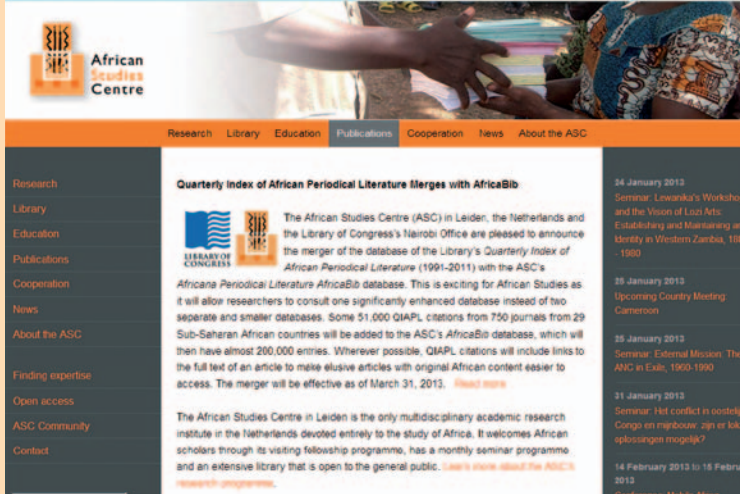 African
Studies
Centre
Research Library Education Publications Cooperation News About the ASC
Research
Library
Education
Publications
Cooperation
News
About the ASC
Finding expertise
Open access
ASC Community
Contact
Quarterly Index of African Periodical Literature Merges with AfricaBib
LIBRARY OF
CONGRESS
The African Studies Centre (ASC) in Leiden, the Netherlands and
the Library of Congress's Nairobi Office are pleased to announce
the merger of the database of the Library's Quarterly Index of
African Periodical Literature (1991-2011) with the ASC's
Africana Periodical Literature AfricaBib database. This is exciting for African Studies as
it will allow researchers to consult one significantly enhanced database instead of two
separate and smaller databases. Some 51,000 QIAPL citations from 750 journals from 29
Sub-Saharan African countries will be added to the ASC's AfricaBib database, which will
then have almost 200,000 entries. Wherever possible, QIAPL citations will include links to
the full text of an article to make elusive articles with original African content easier to
access. The merger will be effective as of March 31, 2013. Read more
The African Studies Centre in Leiden is the only multidisciplinary academic research
institute in the Netherlands devoted entirely to the study of Africa. It welcomes African
scholars through its visiting fellowship programme, has a monthly seminar programme
and an extensive library that is open to the general public. Learn more about the ASC's
research programme.
24 January 2013
Seminar: Lewanika's Worksho
and the Vison of Lozi Arts:
Establishing and Maintaining
Identity in Western Zambia,
- 1980
25 January 2013
Upcoming Country Meeting:
Cameroon
25 January 2013
Seminar: External Mission: The
ANC in Exile, 1960-1990
31 January 2013
Seminar: Het conflict in oostelij
Congo en mijnbouw: zijn er lok
oplossingen mogelijk?
14 February 2013 to 15 Febru
2013